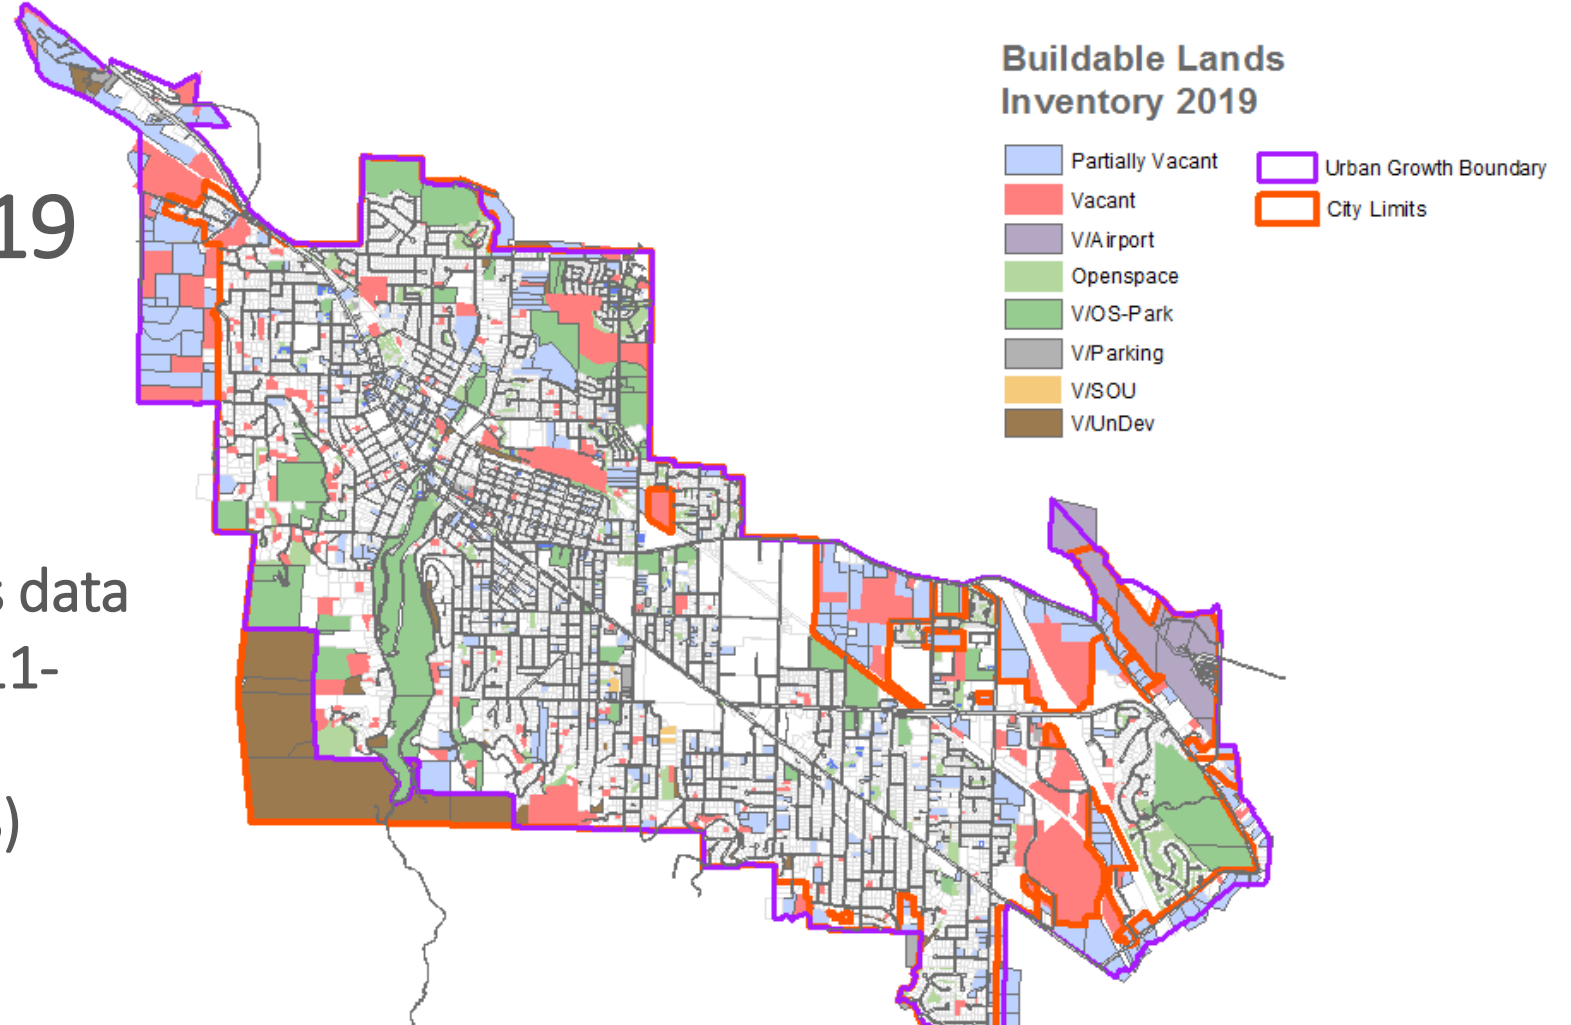 19
s data
11-
s)
Buildable Lands
Inventory 2019
Partially Vacant
Vacant
V/Airport
Openspace
V/OS-Park
V/Parking
V/SOU
V/UnDev
Urban Growth Boundary
City Limits